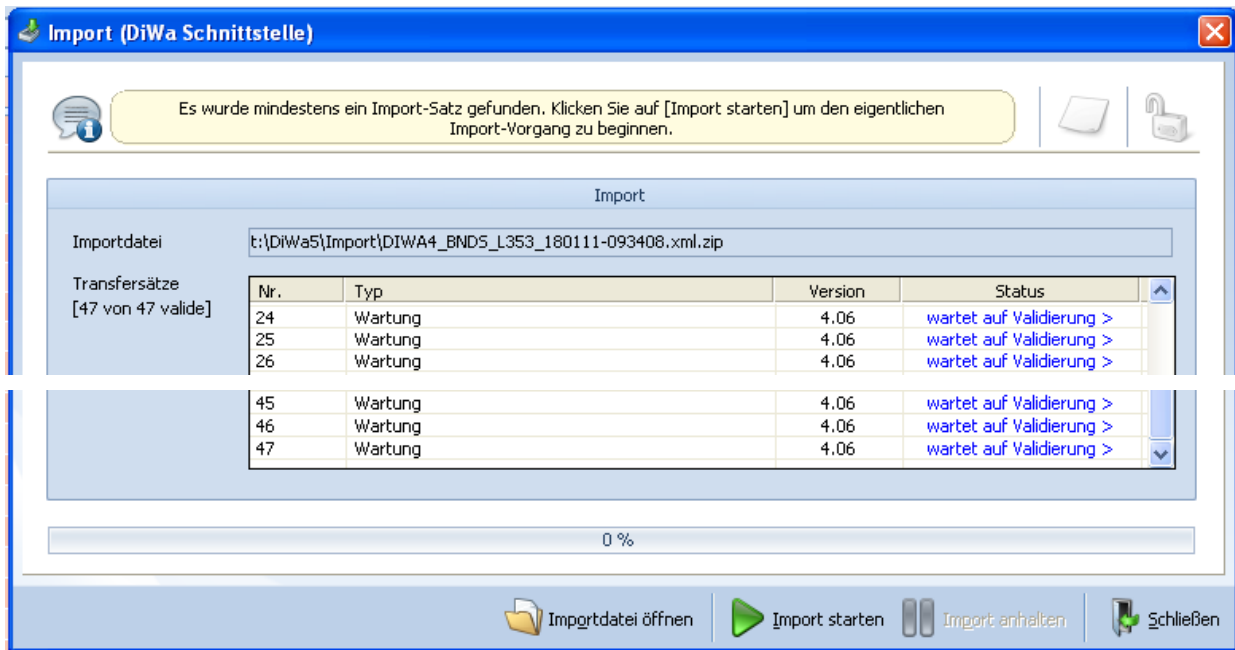 Import (DiWa Schnittstelle)
Es wurde mindestens ein Import-Satz gefunden. Klicken Sie auf [Import starten] um den eigentlichen
Import-Vorgang zu beginnen.
Import
Importdatei t:\DiWa5\Import\DIWA4_BND5_L353_180111-093408.xml.zip
Transfersätze
[47 von 47 valide]
Nr. Typ Version Status
24 Wartung 4.06 wartet auf Validierung >
25 Wartung 4.06 wartet auf Validierung >
26 Wartung 4.06 wartet auf Validierung >
45 Wartung 4.06 wartet auf Validierung >
46 Wartung 4.06 wartet auf Validierung >
47 Wartung 4.06 wartet auf Validierung >
0 %
Importdatei öffnen Import starten Import anhalten Schließen